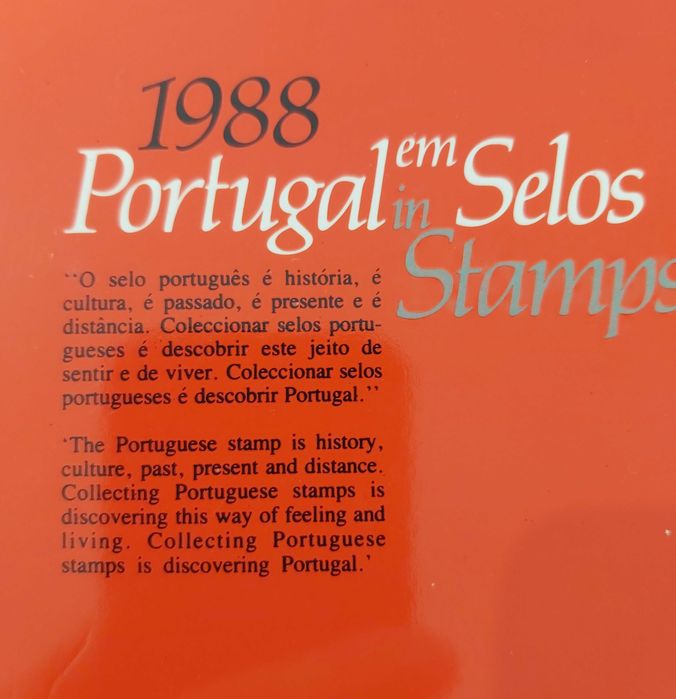 1988
Portugal em Selos
in Stamps
"O selo português é história, é
cultura, é passado, é presente e é
distância. Coleccionar selos portu-
gueses é descobrir este jeito de
sentir e de viver. Coleccionar selos
portugueses é descobrir Portugal."
'The Portuguese stamp is history,
culture, past, present and distance.
Collecting Portuguese stamps is
discovering this way of feeling and
living. Collecting Portuguese
stamps is discovering Portugal.'